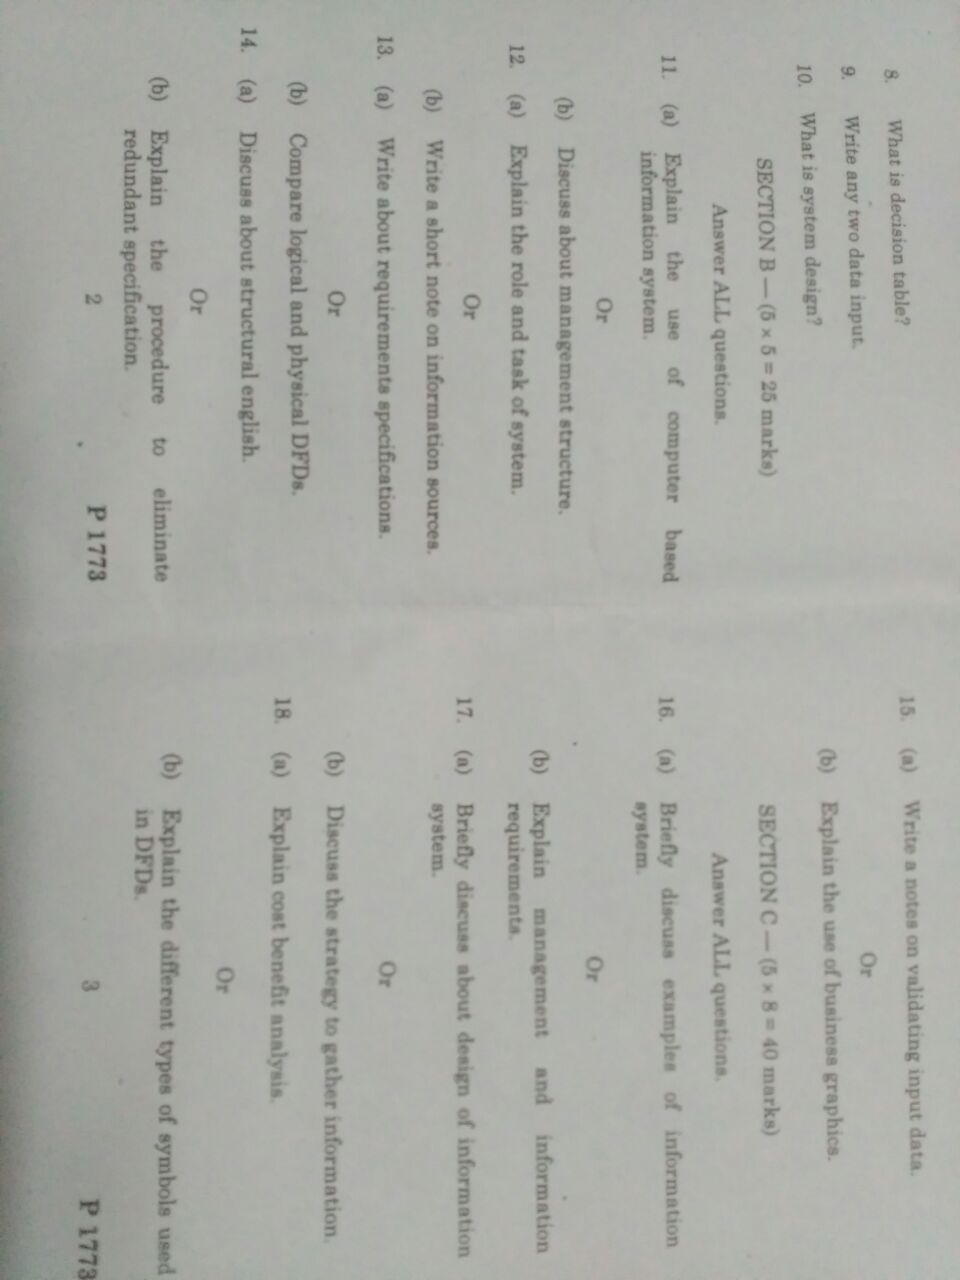 8. What is decision table?
9. Write any two data input.
10. What is system design?
SECTION B — (5 × 5 = 25 marks)
Answer ALL questions.
11. (a) Explain the use of computer based
information system.
Or
(b) Discuss about management structure.
12. (a) Explain the role and task of system.
Or
(b) Write a short note on information sources.
13. (a) Write about requirements specifications.
Or
(b) Compare logical and physical DFDs.
14. (a) Discuss about structural english.
Or
(b) Explain the procedure to eliminate
redundant specification.
2 P 1773
15. (a) Write a notes on validating input data.
Or
(b) Explain the use of business graphics.
SECTION C — (5 × 8 = 40 marks)
Answer ALL questions.
16. (a) Briefly discuss examples of information
system.
Or
(b) Explain management and information
requirements.
17. (a) Briefly discuss about design of information
system.
Or
(b) Discuss the strategy to gather information.
18. (a) Explain cost benefit analysis.
Or
(b) Explain the different types of symbols used
in DFDs.
3 P 1773